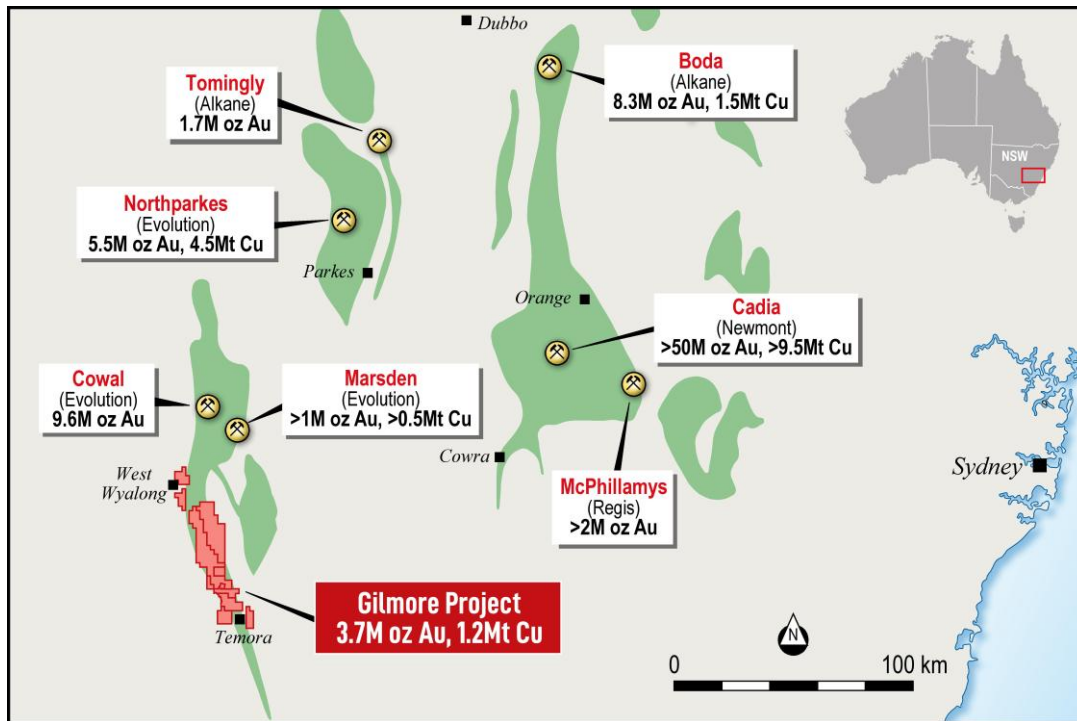 Dubbo
Tomingly
(Alkane)
1.7M oz Au
Boda
(Alkane)
8.3M oz Au, 1.5Mt Cu
NSW
Northparkes
(Evolution)
5.5M oz Au, 4.5Mt Cu
Parkes
Orange
Cadia
(Newmont)
>50M oz Au, >9.5Mt Cu
Cowal
(Evolution)
9.6M oz Au
Marsden
(Evolution)
>1M oz Au, >0.5Mt Cu
Cowra
West
Wyalong
McPhillamys
(Regis)
>2M oz Au
Sydney
Gilmore Project
3.7M oz Au, 1.2Mt Cu
Temora
N
0
100 km